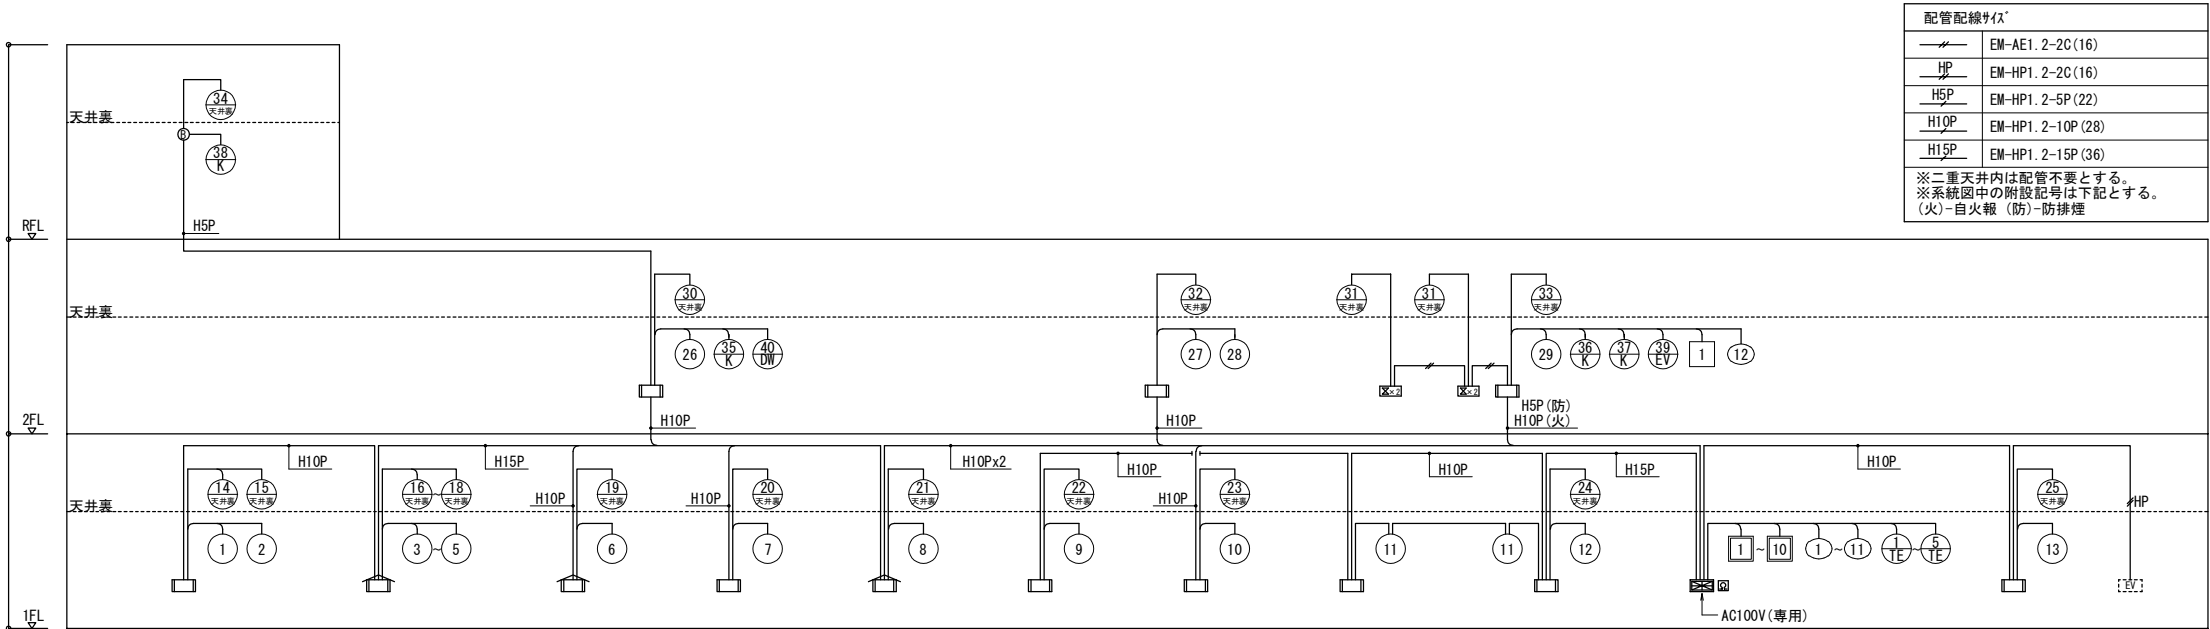 配管配線ｻｲｽﾞ
EM-AE1.2-2C(16)
HP
EM-HP1.2-2C(16)
H5P
EM-HP1.2-5P(22)
H10P
EM-HP1.2-10P(28)
H15P
EM-HP1.2-15P(36)
※二重天井内は配管不要とする。
※系統図中の附設記号は下記とする。
(火)-自火報 (防)-防排煙
34
天井裏
天井裏
B
38
K
RFL
H5P
30
天井裏
32
天井裏
31
天井裏
31
天井裏
33
天井裏
天井裏
26
35
K
40
DW
27
28
29
36
K
37
K
39
EV
1
12
×2
×2
H5P(防)
2FL
H10P
H10P
H10P(火)
H10P
H15P
H10Px2
H10P
H10P
H15P
H10P
14
天井裏
15
天井裏
16
天井裏
~
18
天井裏
19
天井裏
20
天井裏
21
天井裏
22
天井裏
23
天井裏
24
天井裏
25
天井裏
H10P
H10P
H10P
HP
天井裏
1
2
3
~
5
6
7
8
9
10
11
11
12
1
~
10
1
~
11
1
TE
~
5
TE
13
Ω
EV
1FL
AC100V(専用)